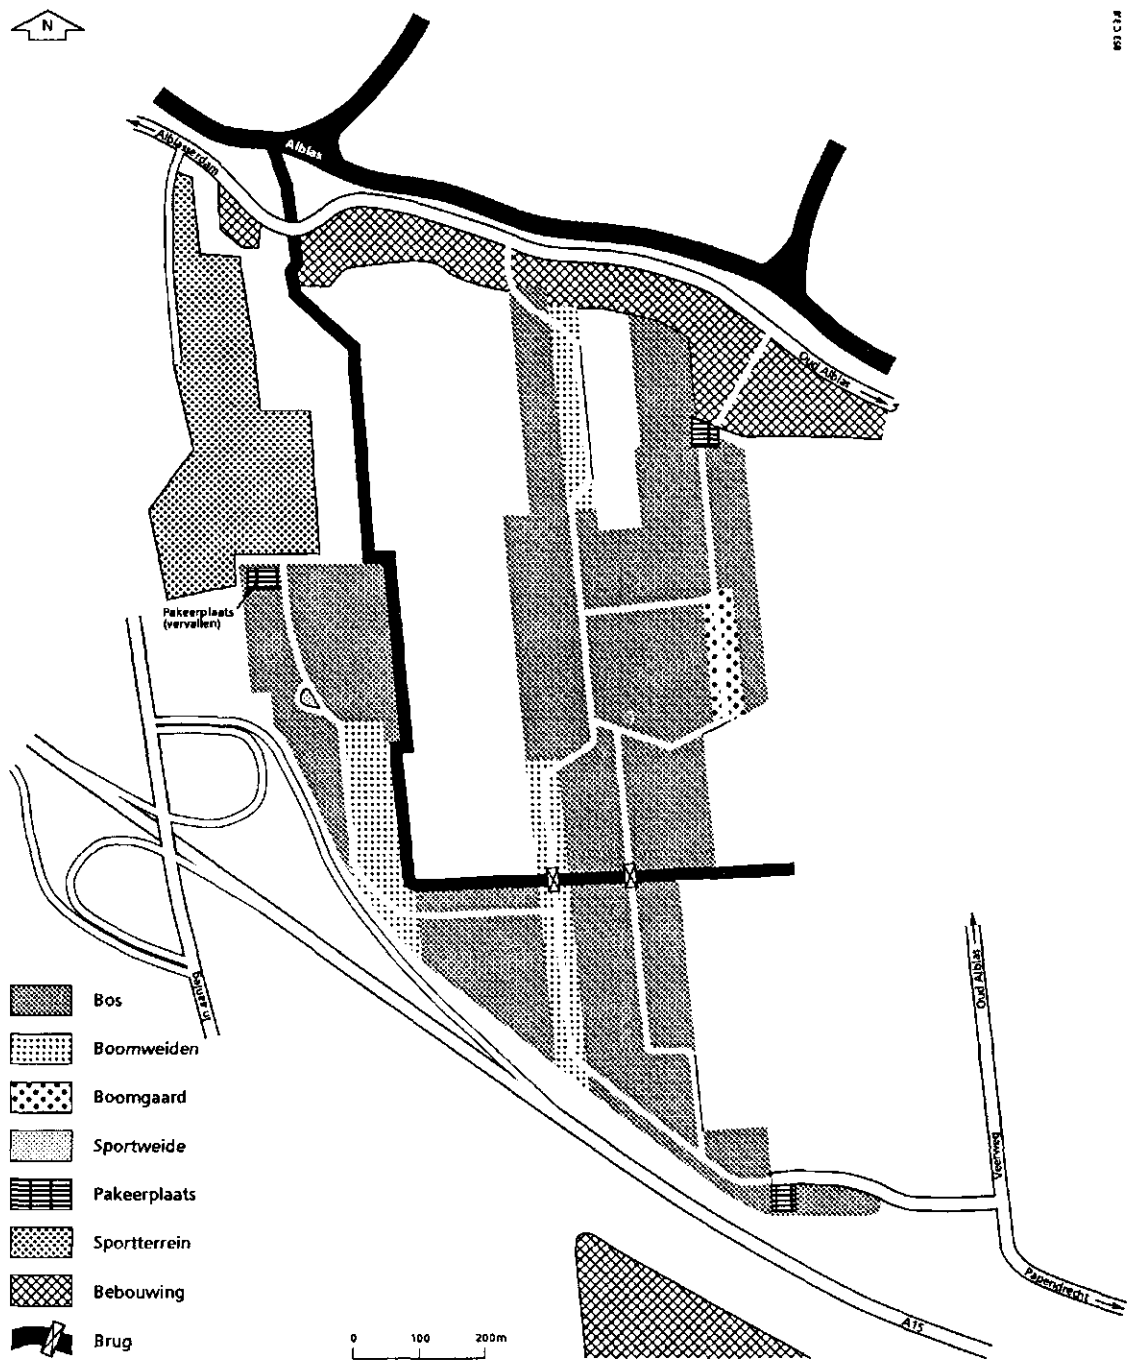 N
Alblasserdam
Alblas
Oud Alblas
Pakeerplaats
(vervallen)
Oud Alblas
Veerweg
Papendrecht
A15
Bos
Boomweiden
Boomgaard
Sportweide
Pakeerplaats
Sportterrein
Bebouwing
Brug
0 100 200m